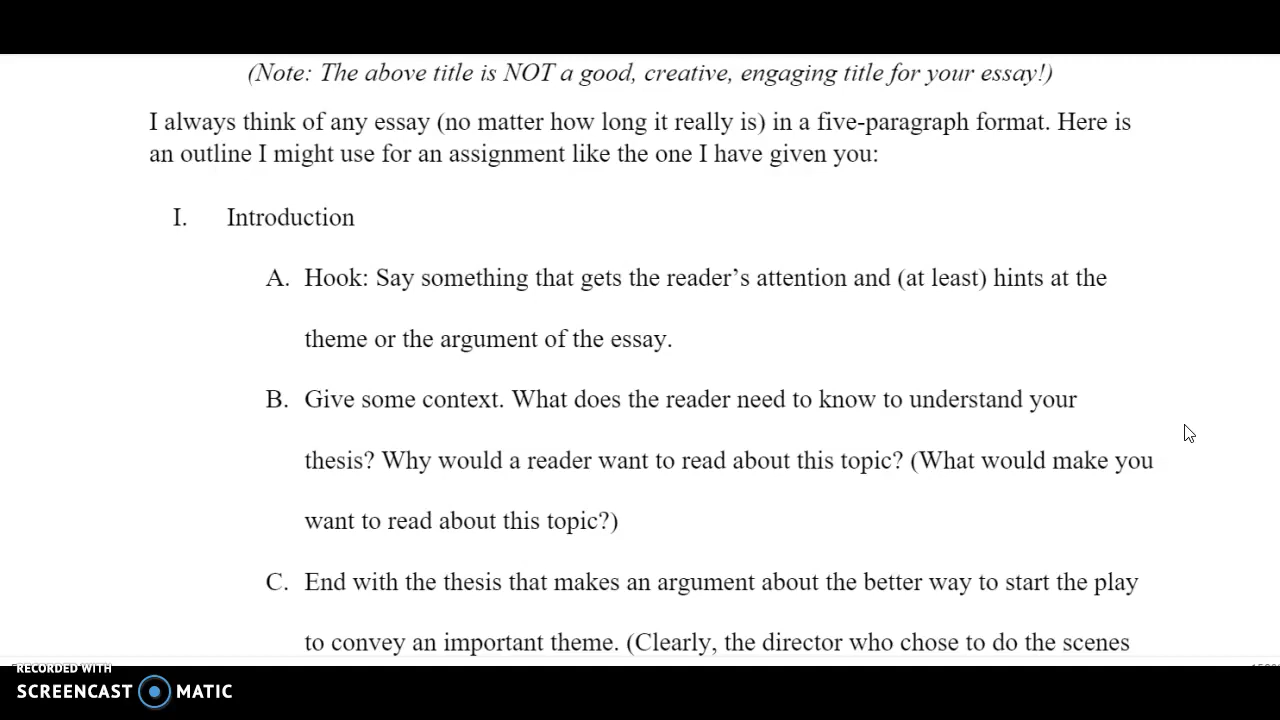 (Note: The above title is NOT a good, creative, engaging title for your essay!)
I always think of any essay (no matter how long it really is) in a five-paragraph format. Here is
an outline I might use for an assignment like the one I have given you:
I. Introduction
A. Hook: Say something that gets the reader’s attention and (at least) hints at the
theme or the argument of the essay.
B. Give some context. What does the reader need to know to understand your
thesis? Why would a reader want to read about this topic? (What would make you
want to read about this topic?)
C. End with the thesis that makes an argument about the better way to start the play
to convey an important theme. (Clearly, the director who chose to do the scenes
RECORDED WITH
SCREENCAST MATIC